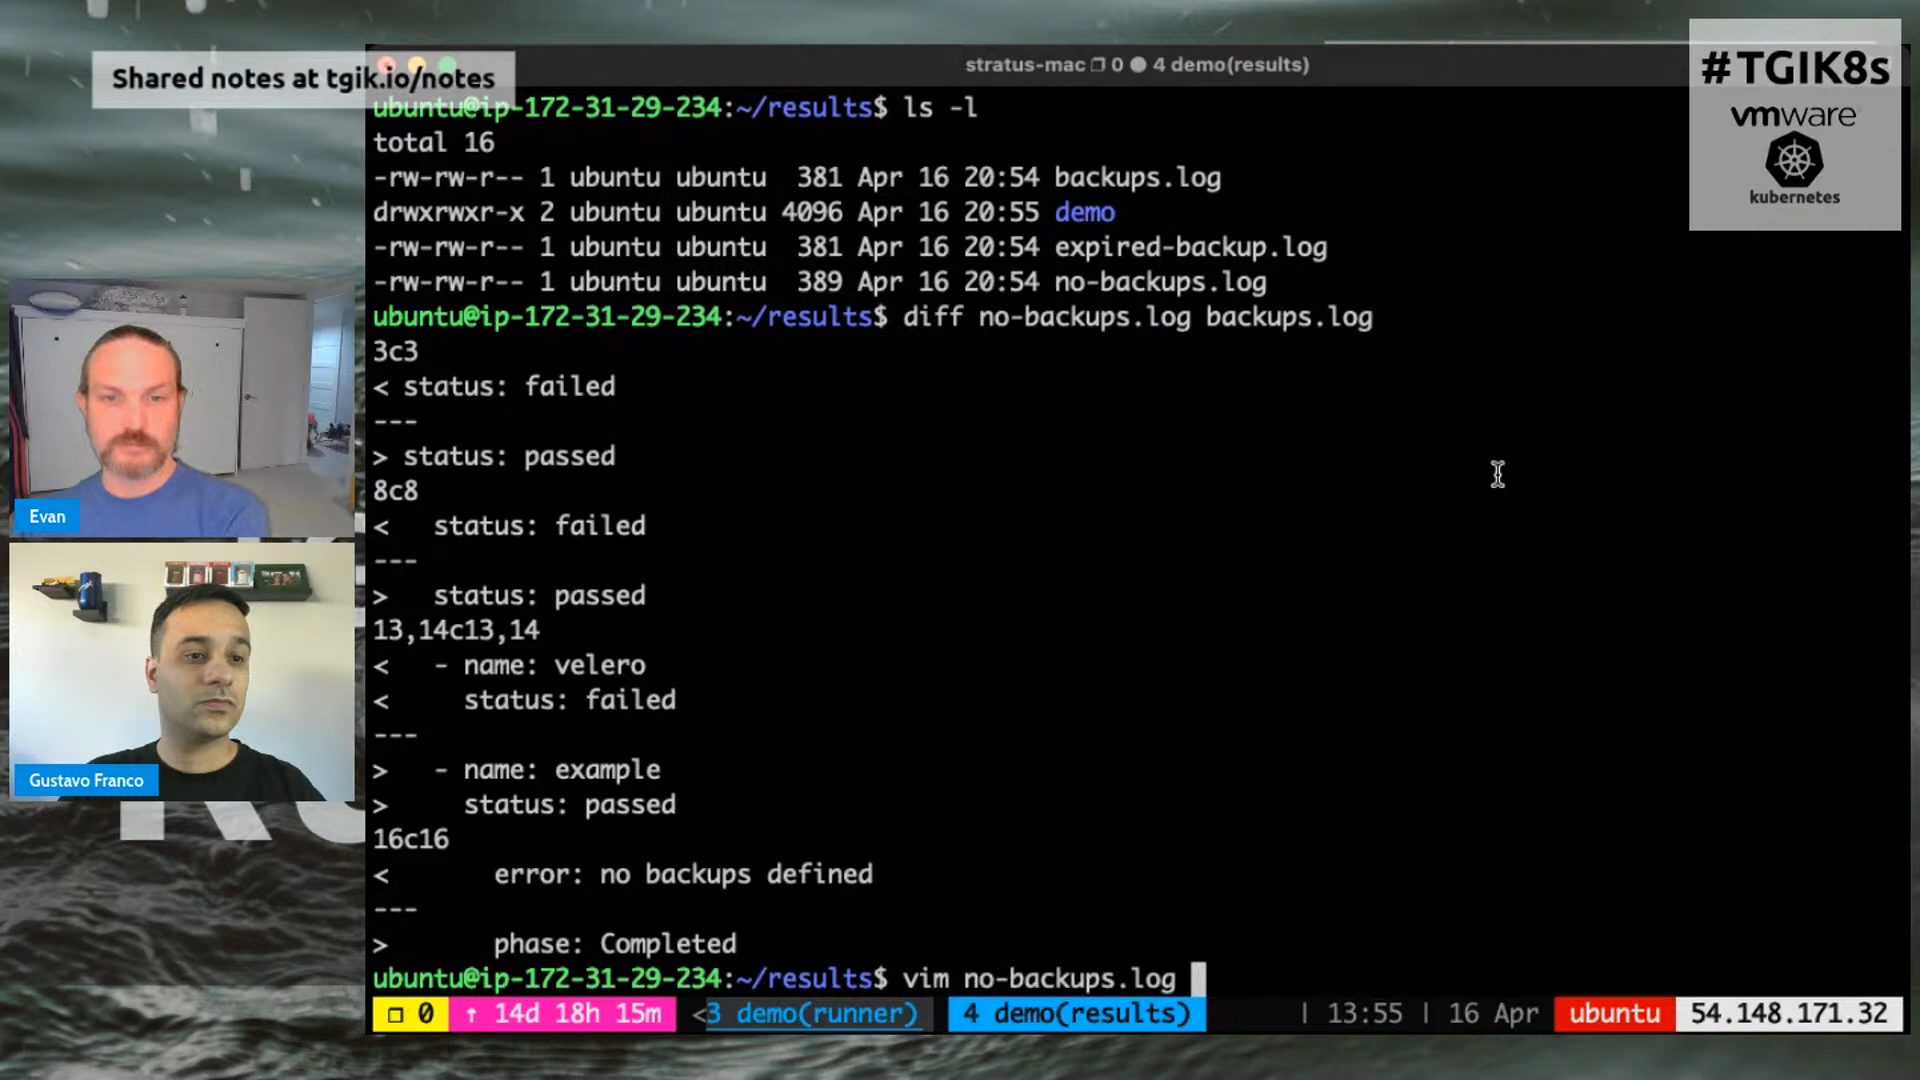 Shared notes at tgik.io/notes
stratus-mac ❐ 0 ● 4 demo(results)
#TGIK8s
vmware
kubernetes
ubuntu@ip-172-31-29-234:~/results$ ls -l
total 16
-rw-rw-r-- 1 ubuntu ubuntu  381 Apr 16 20:54 backups.log
drwxrwxr-x 2 ubuntu ubuntu 4096 Apr 16 20:55 demo
-rw-rw-r-- 1 ubuntu ubuntu  381 Apr 16 20:54 expired-backup.log
-rw-rw-r-- 1 ubuntu ubuntu  389 Apr 16 20:54 no-backups.log
ubuntu@ip-172-31-29-234:~/results$ diff no-backups.log backups.log
3c3
< status: failed
---
> status: passed
8c8
<   status: failed
---
>   status: passed
13,14c13,14
<   - name: velero
<     status: failed
---
>   - name: example
>     status: passed
16c16
<       error: no backups defined
---
>       phase: Completed
ubuntu@ip-172-31-29-234:~/results$ vim no-backups.log
❐ 0 ↑ 14d 18h 15m <3 demo(runner) 4 demo(results) | 13:55 | 16 Apr ubuntu 54.148.171.32
Evan
Gustavo Franco